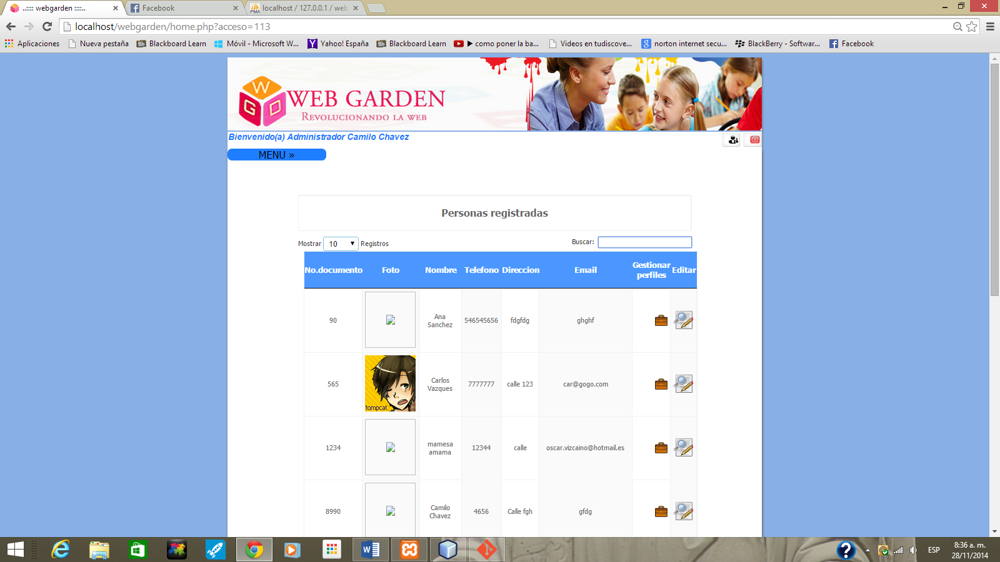 ..:::: webgarden ::::..
Facebook
localhost / 127.0.0.1 / web
localhost/webgarden/home.php?acceso=113
Aplicaciones
Nueva pestaña
Blackboard Learn
Móvil - Microsoft W...
Yahoo! España
Blackboard Learn
como poner la ba...
Videos en tudiscove...
norton internet secu...
BlackBerry - Softwar...
Facebook
W G D
WEB GARDEN
REVOLUCIONANDO LA WEB
Bienvenido(a) Administrador Camilo Chavez
MENU »
Personas registradas
Mostrar 10 Registros
Buscar:
No.documento Foto Nombre Telefono Direccion Email Gestionar perfiles Editar
90 Ana Sanchez 546545656 fdgfdg ghghf
565 tompcat. Carlos Vazques 7777777 calle 123 car@gogo.com
1234 mamesa amama 12344 calle oscar.vizcaino@hotmail.es
8990 Camilo Chavez 4656 Calle fgh gfdg
ESP
8:36 a. m.
28/11/2014